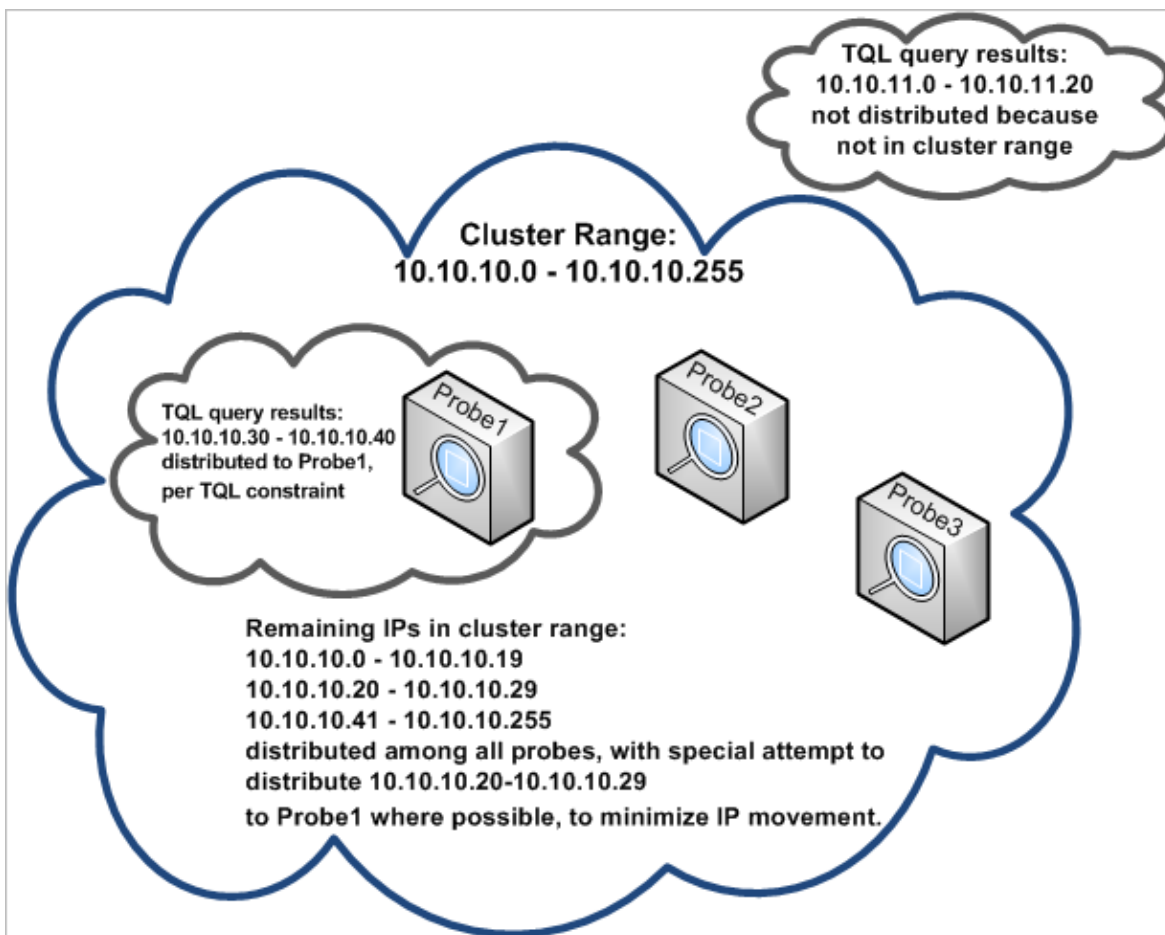 TQL query results:
10.10.11.0 - 10.10.11.20
not distributed because
not in cluster range
Cluster Range:
10.10.10.0 - 10.10.10.255
TQL query results:
10.10.10.30 - 10.10.10.40
distributed to Probe1,
per TQL constraint
Probe1
Probe2
Probe3
Remaining IPs in cluster range:
10.10.10.0 - 10.10.10.19
10.10.10.20 - 10.10.10.29
10.10.10.41 - 10.10.10.255
distributed among all probes, with special attempt to
distribute 10.10.10.20-10.10.10.29
to Probe1 where possible, to minimize IP movement.